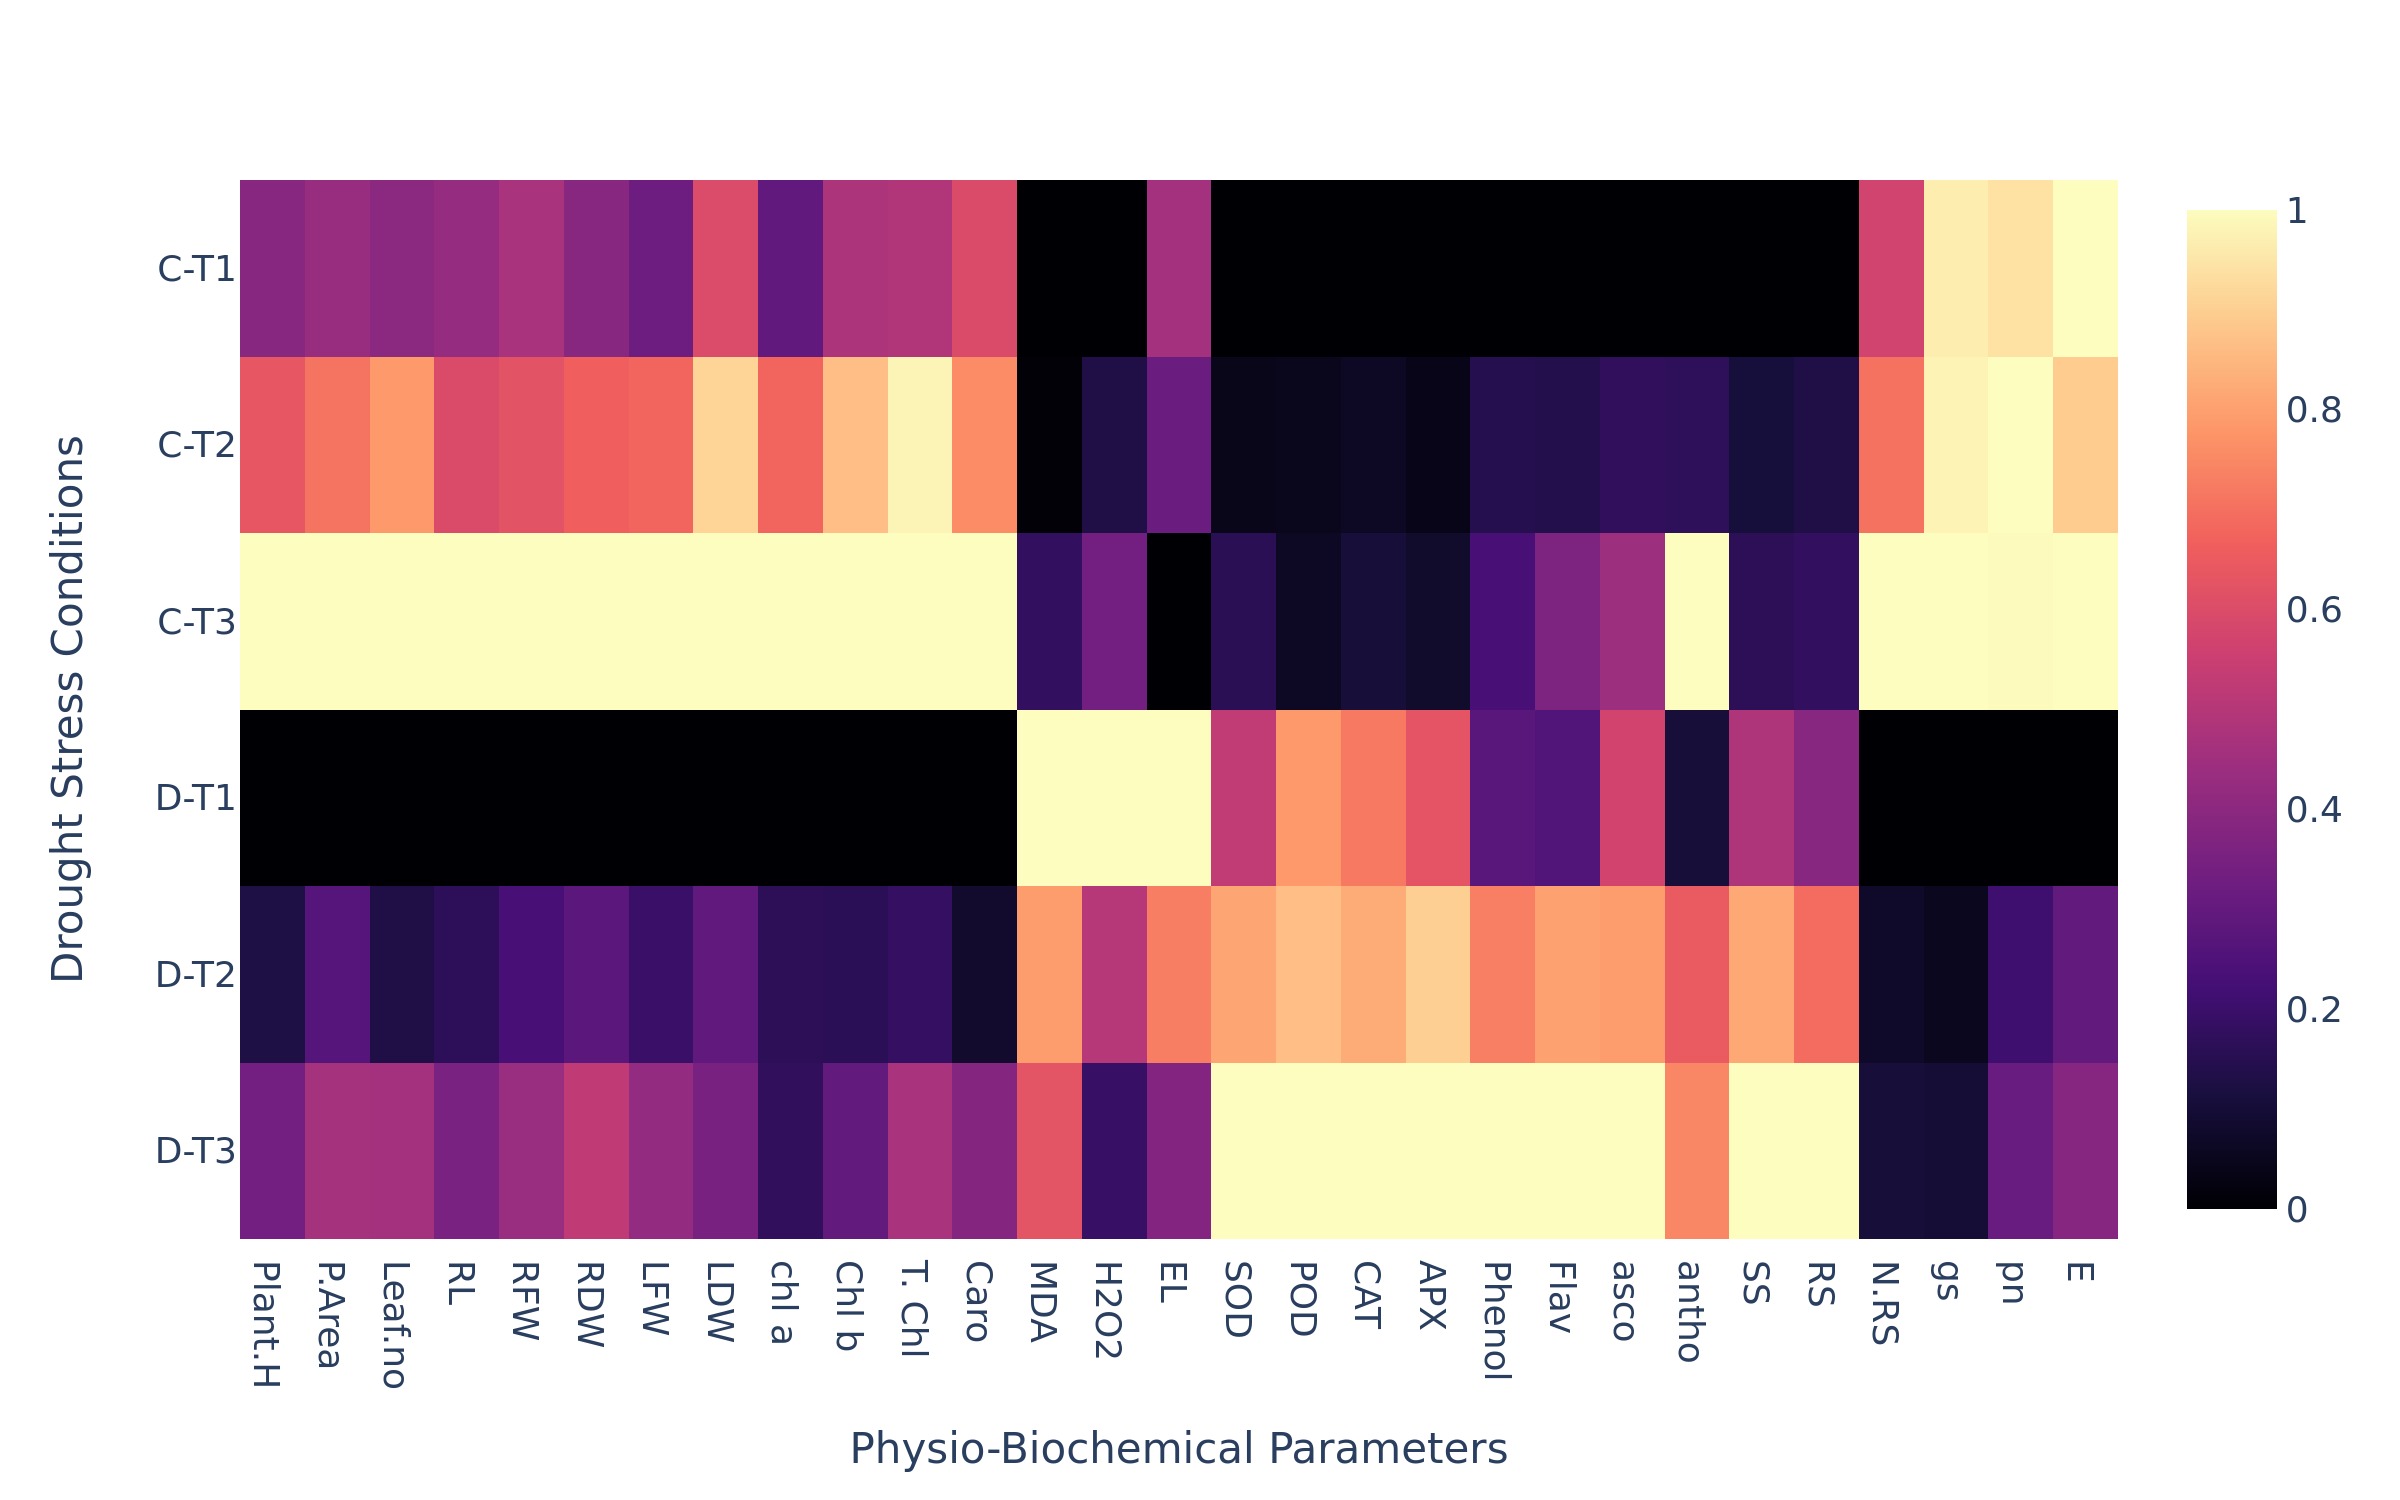 Drought Stress Conditions
C-T1
C-T2
C-T3
D-T1
D-T2
D-T3
Plant.H
P.Area
Leaf.no
RL
RFW
RDW
LFW
LDW
chl a
Chl b
T. Chl
Caro
MDA
H2O2
EL
SOD
POD
CAT
APX
Phenol
Flav
asco
antho
SS
RS
N.RS
gs
pn
E
Physio-Biochemical Parameters
1
0.8
0.6
0.4
0.2
0